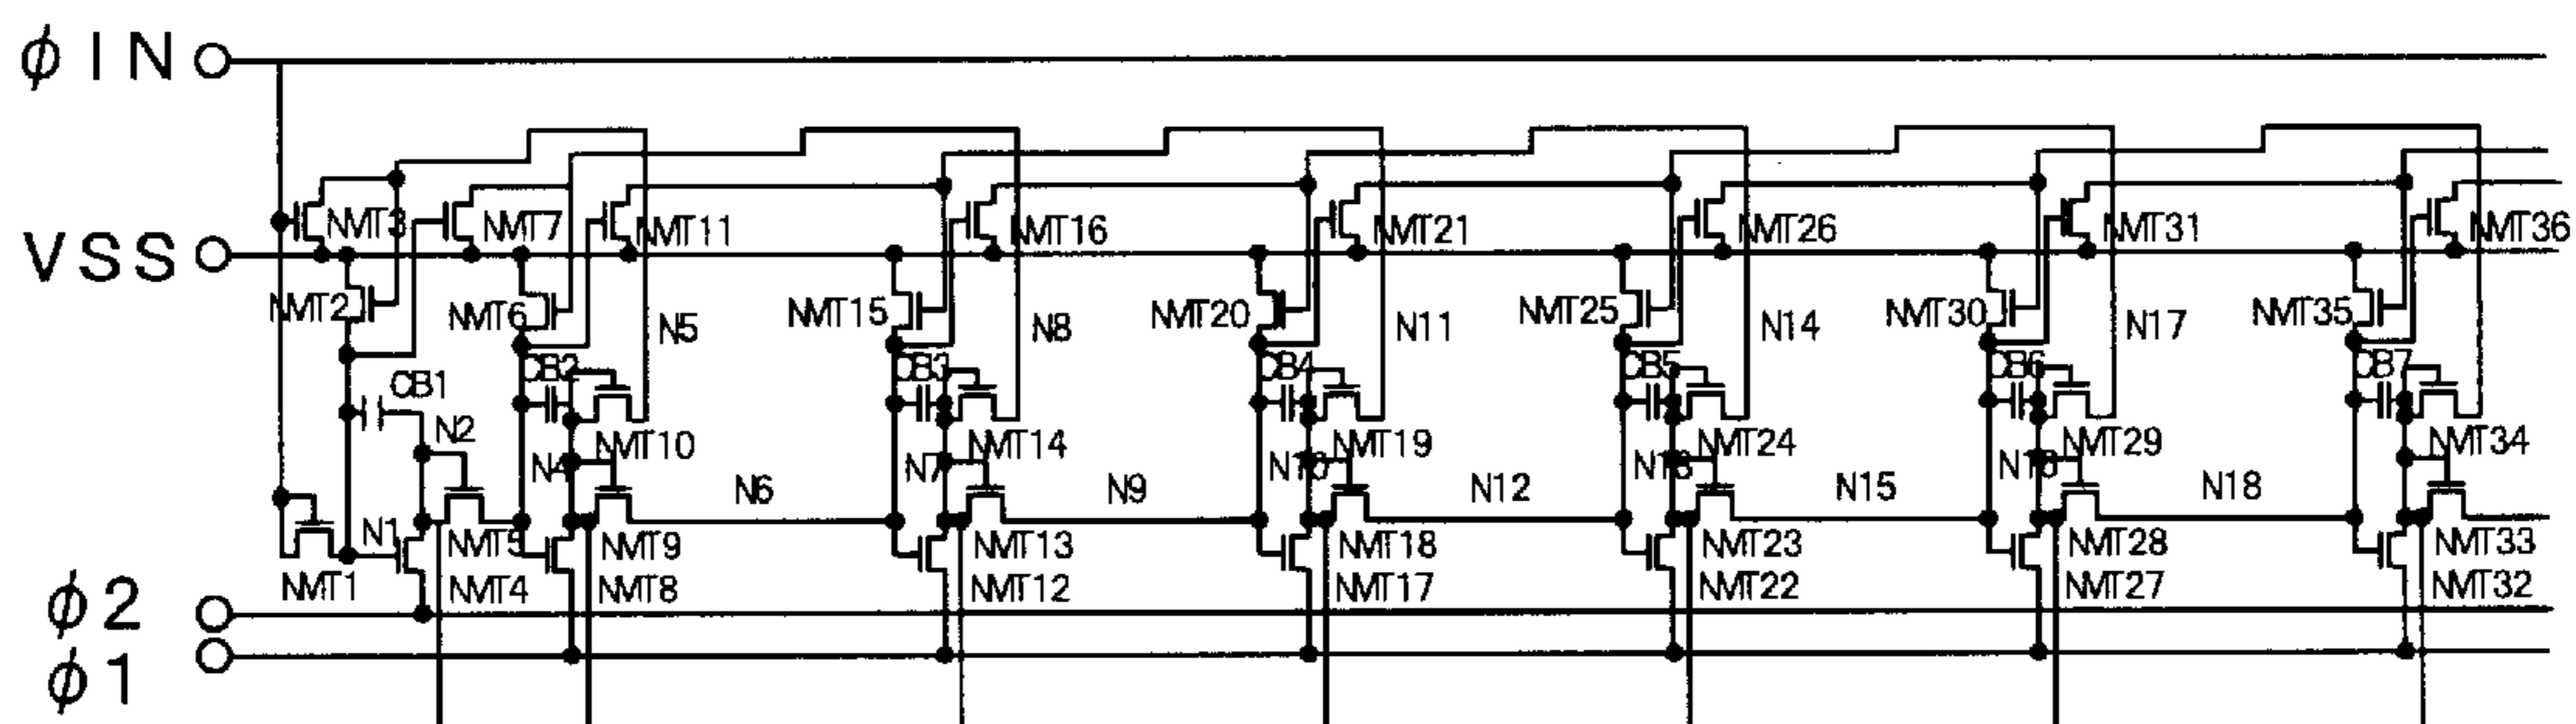 φIN
NMT3 NMT7 NMT11 NMT16 NMT21 NMT26 NMT31 NMT36
VSS
NMT2 NMT6 NMT15 NMT20 NMT25 NMT30 NMT35
N5 N8 N11 N14 N17
CB1 CB2 CB3 CB4 CB5 CB6 CB7
N2 NMT10 NMT14 NMT19 NMT24 NMT29 NMT34
N4 N7 N10 N13
N6 N9 N12 N15 N18
N1 NMT5 NMT9 NMT13 NMT18 NMT23 NMT28 NMT33
NMT1 NMT4 NMT8 NMT12 NMT17 NMT22 NMT27 NMT32
φ2
φ1